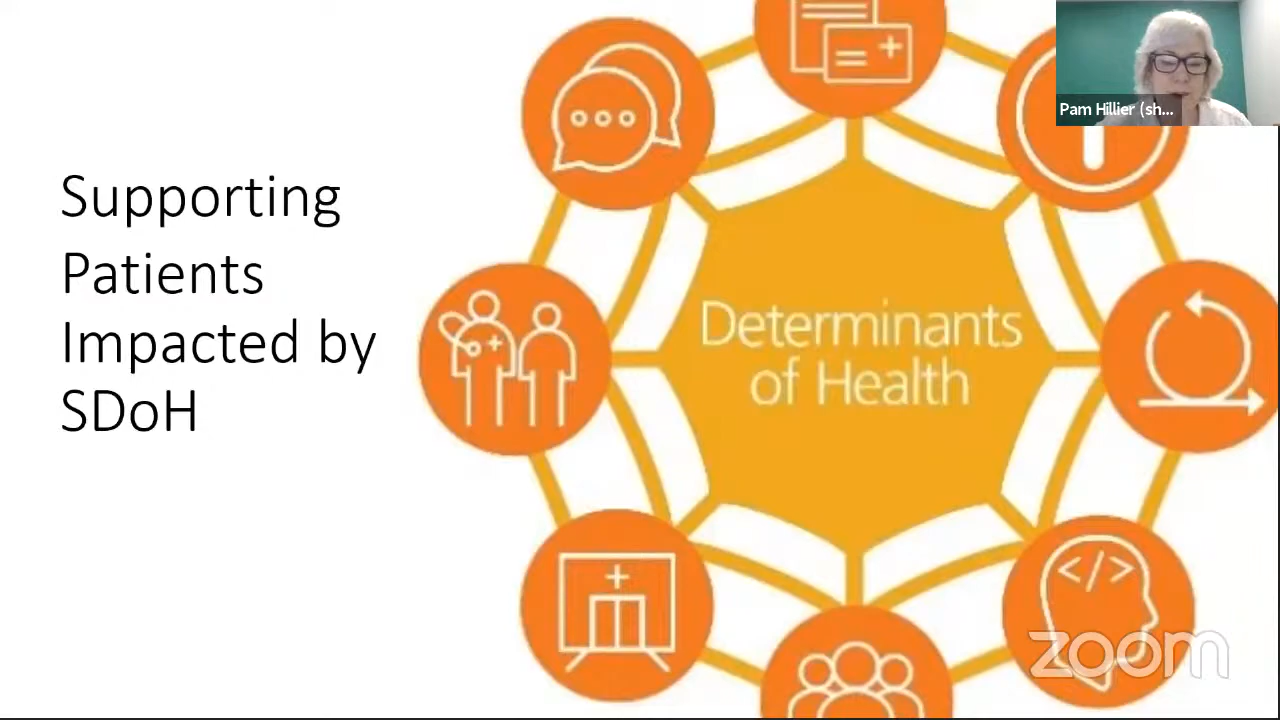 Supporting
Patients
Impacted by
SDoH
Determinants
of Health
Pam Hillier (sh...
zoom